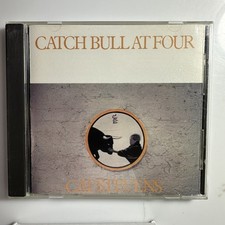 CATCH BULL AT FOUR
CAT STEVENS